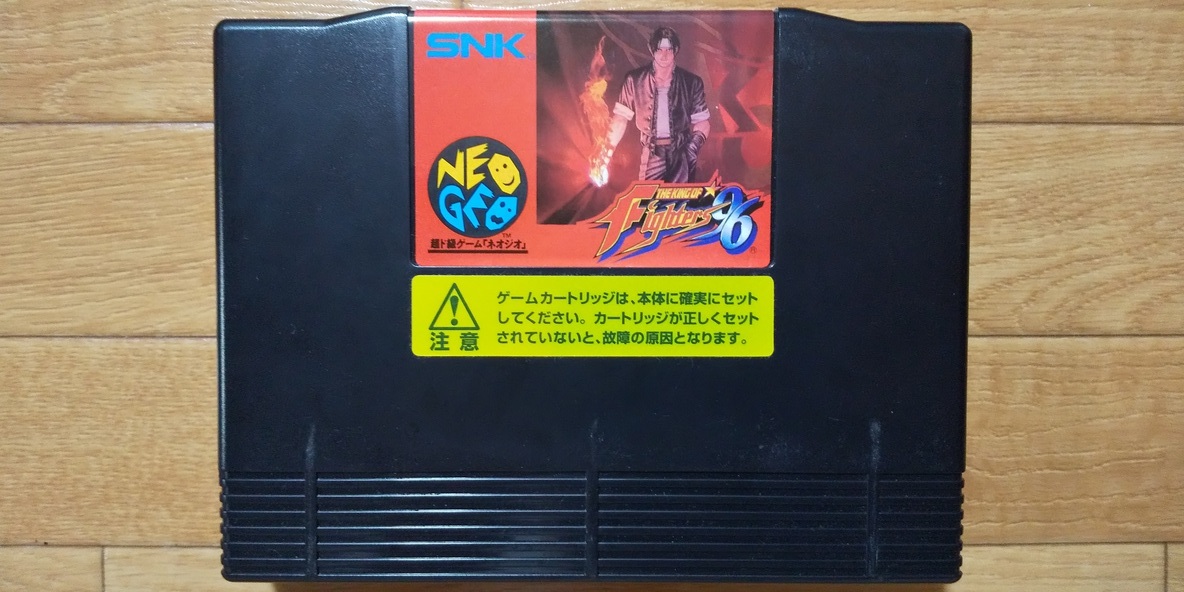 SNK
NEO
GEO
TM
超ド級ゲーム「ネオジオ」
THE KING OF
Fighters '96
ゲームカートリッジは、本体に確実にセット
してください。カートリッジが正しくセット
されていないと、故障の原因となります。
注意